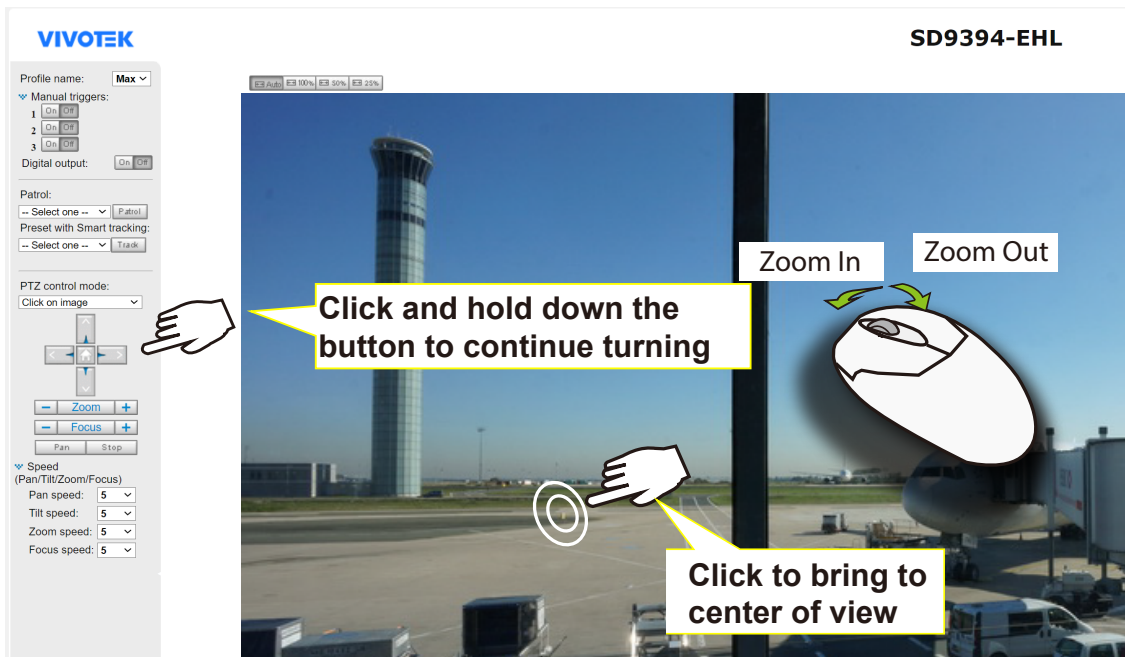 VIVOTEK
SD9394-EHL
Profile name: Max
Manual triggers:
1 On Off
2 On Off
3 On Off
Digital output: On Off
Patrol:
-- Select one -- Patrol
Preset with Smart tracking:
-- Select one -- Track
PTZ control mode:
Click on image
− Zoom +
− Focus +
Pan Stop
Speed
(Pan/Tilt/Zoom/Focus)
Pan speed: 5
Tilt speed: 5
Zoom speed: 5
Focus speed: 5
Auto 100% 50% 25%
Zoom In
Zoom Out
Click and hold down the
button to continue turning
Click to bring to
center of view